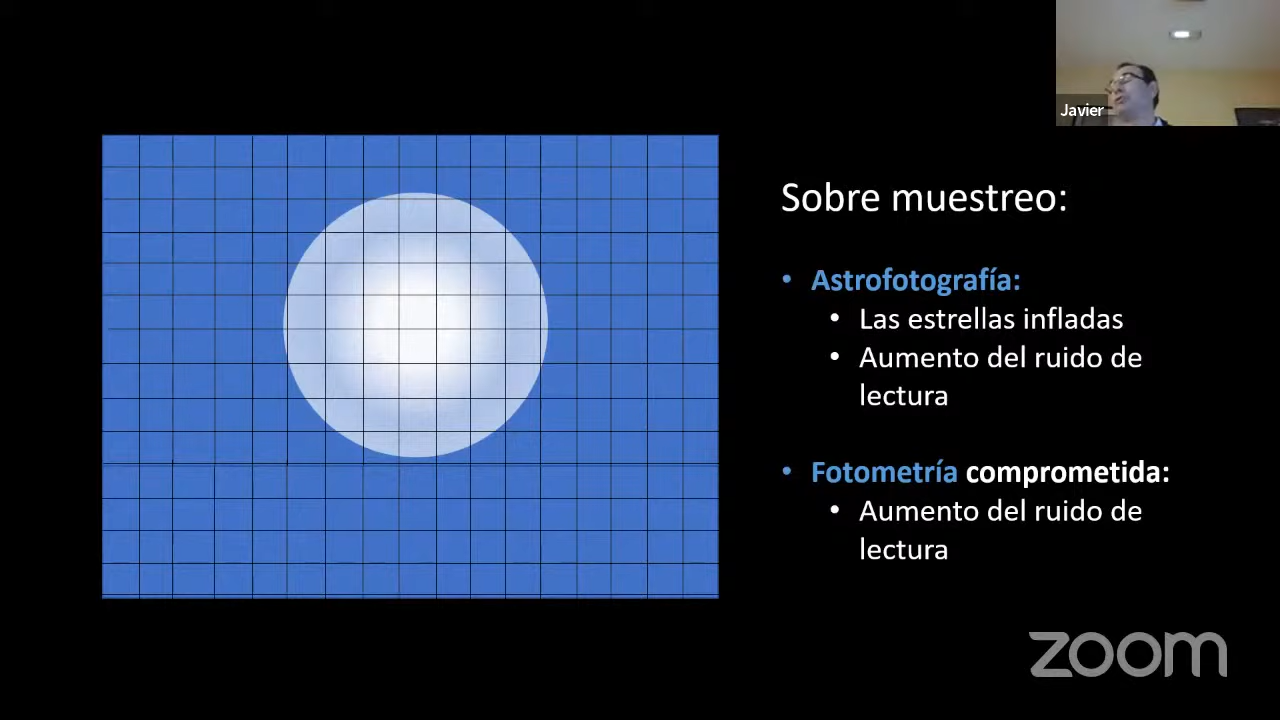 Javier
Sobre muestreo:
• Astrofotografía:
• Las estrellas infladas
• Aumento del ruido de
lectura
• Fotometría comprometida:
• Aumento del ruido de
lectura
zoom